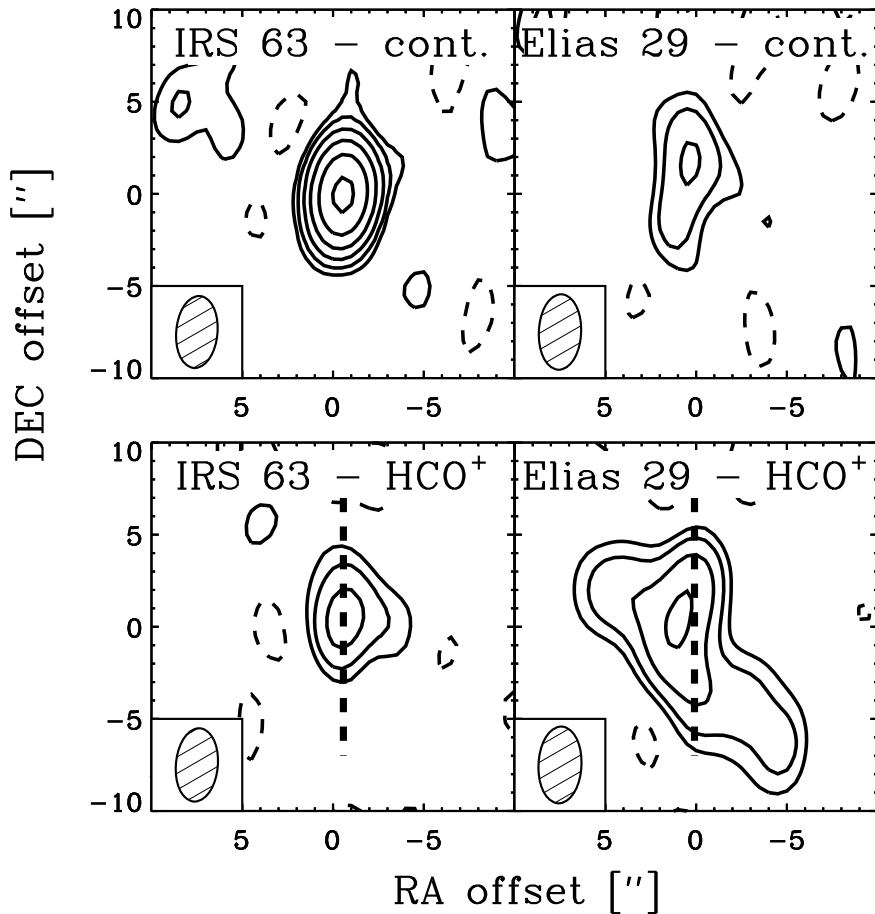 IRS 63 − cont.
Elias 29 − cont.
10
5
0
−5
−10
5 0 −5
5 0 −5
IRS 63 − HCO⁺
Elias 29 − HCO⁺
10
5
0
−5
−10
5 0 −5
5 0 −5
DEC offset ["]
RA offset ["]